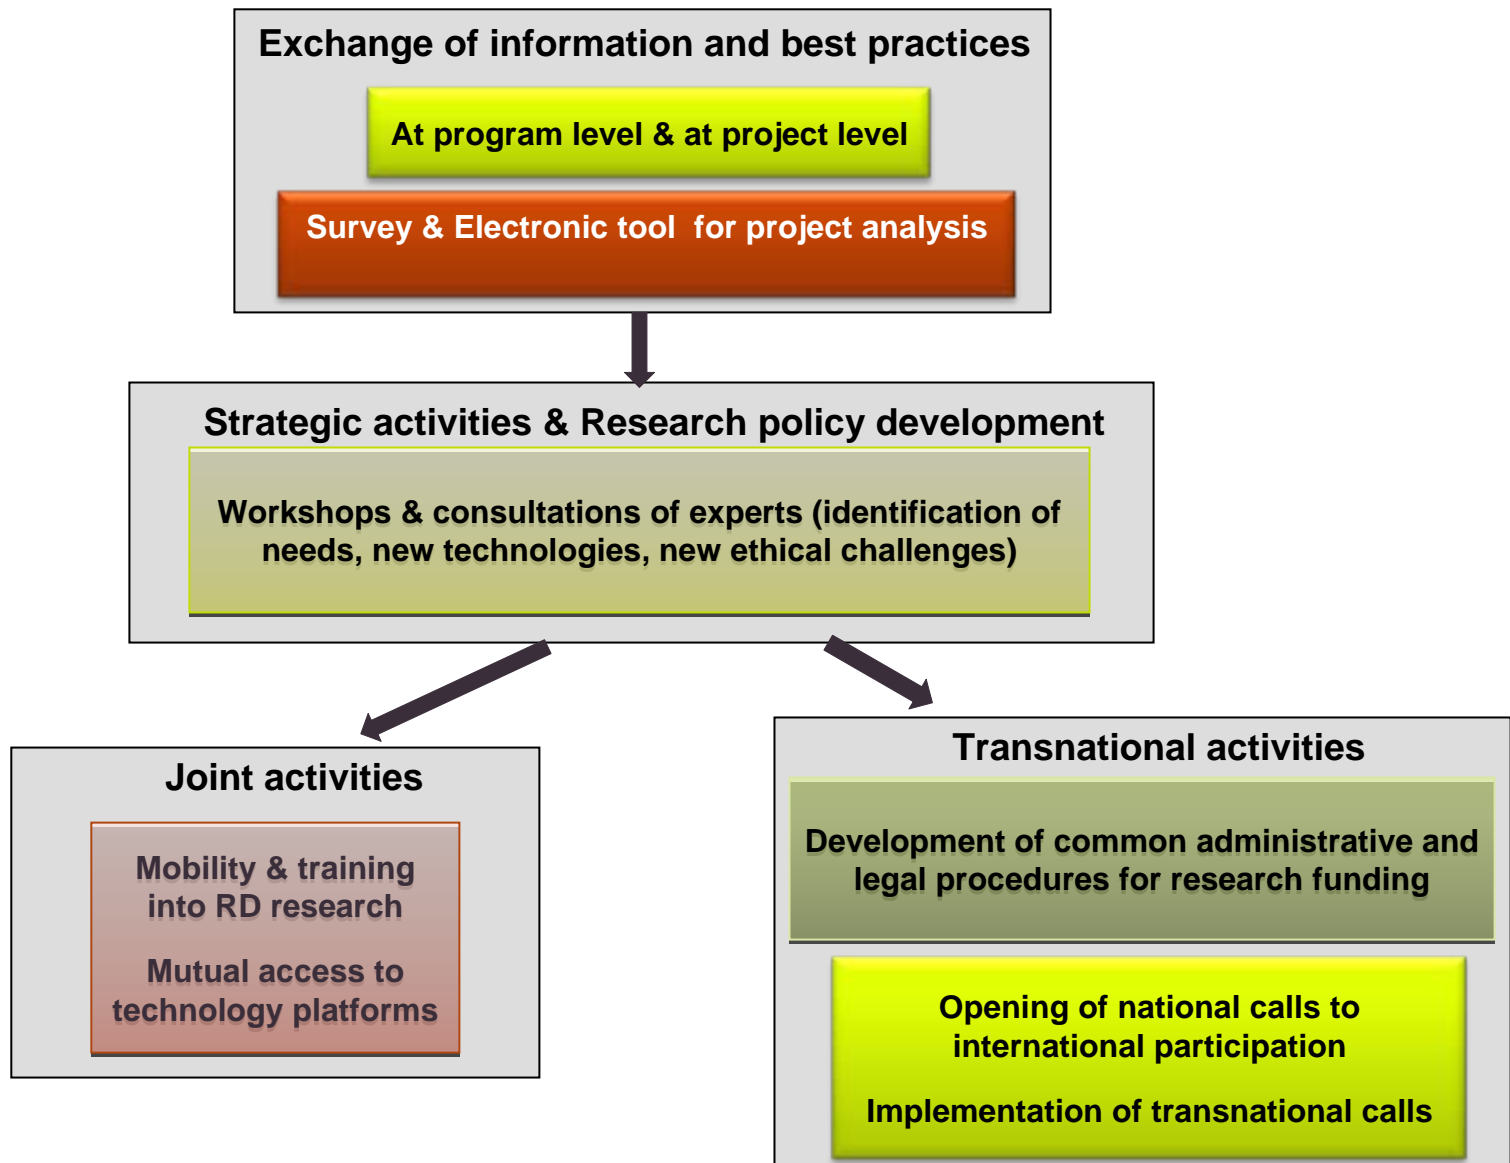 Exchange of information and best practices
At program level & at project level
Survey & Electronic tool for project analysis
Strategic activities & Research policy development
Workshops & consultations of experts (identification of
needs, new technologies, new ethical challenges)
Joint activities
Mobility & training
into RD research
Mutual access to
technology platforms
Transnational activities
Development of common administrative and
legal procedures for research funding
Opening of national calls to
international participation
Implementation of transnational calls